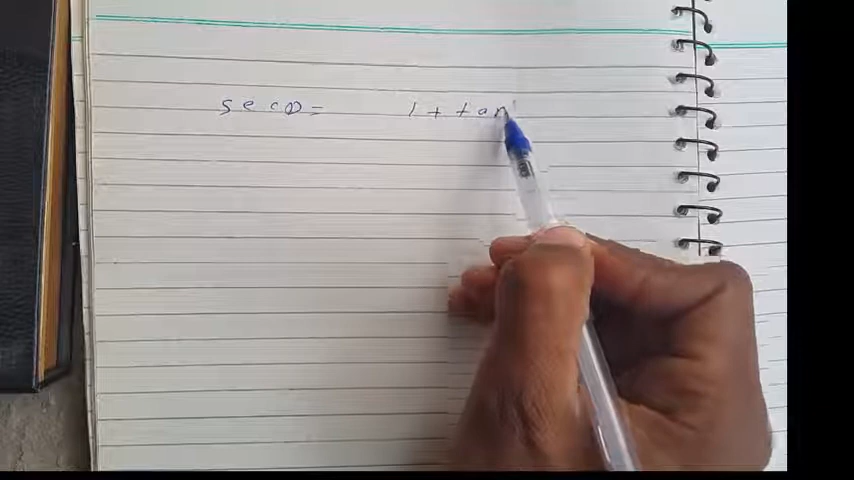 secθ= 1 + tan